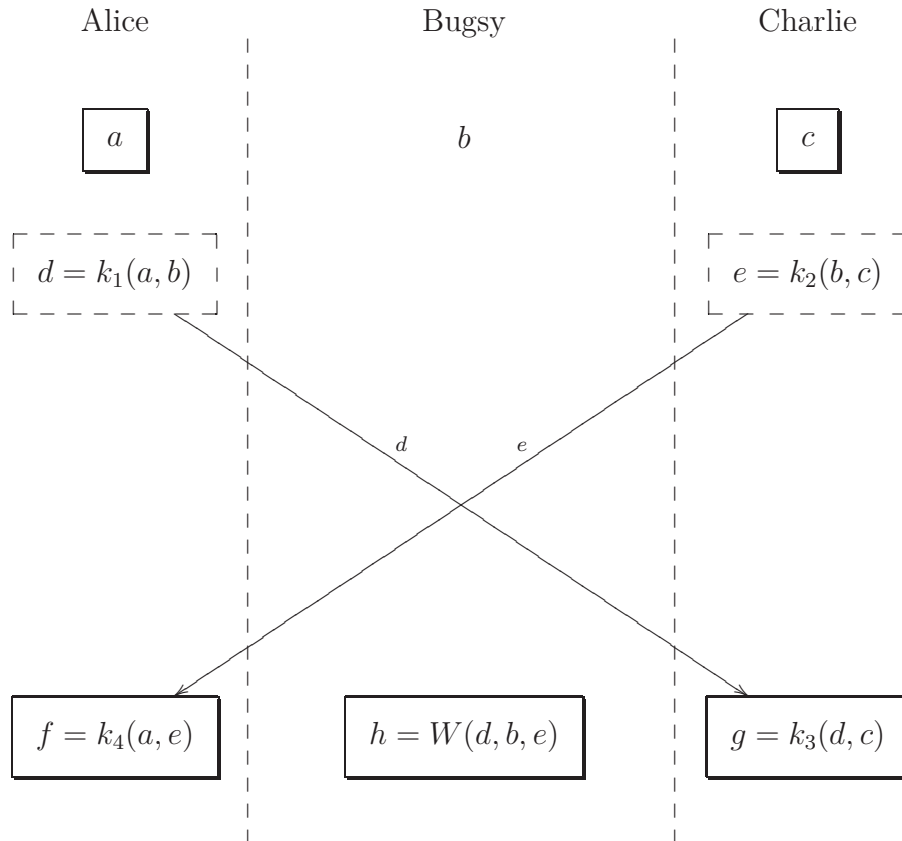 Alice Bugsy Charlie
a b c
d = k₁(a, b) e = k₂(b, c)
d e
f = k₄(a, e) h = W(d, b, e) g = k₃(d, c)